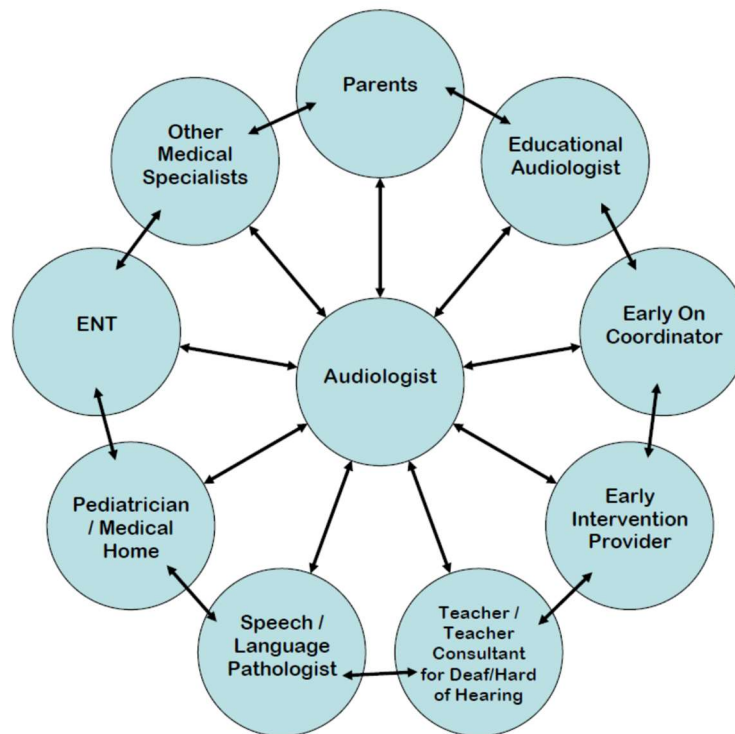 Parents
Other
Medical
Specialists
Educational
Audiologist
ENT
Early On
Coordinator
Audiologist
Pediatrician
/ Medical
Home
Early
Intervention
Provider
Speech /
Language
Pathologist
Teacher /
Teacher
Consultant
for Deaf/Hard
of Hearing